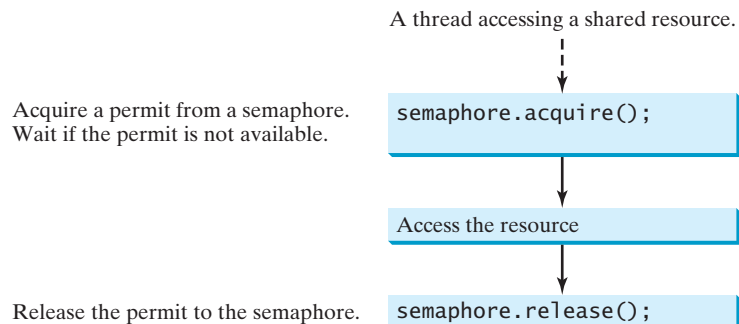 A thread accessing a shared resource.
Acquire a permit from a semaphore.
Wait if the permit is not available.
semaphore.acquire();
Access the resource
Release the permit to the semaphore.
semaphore.release();